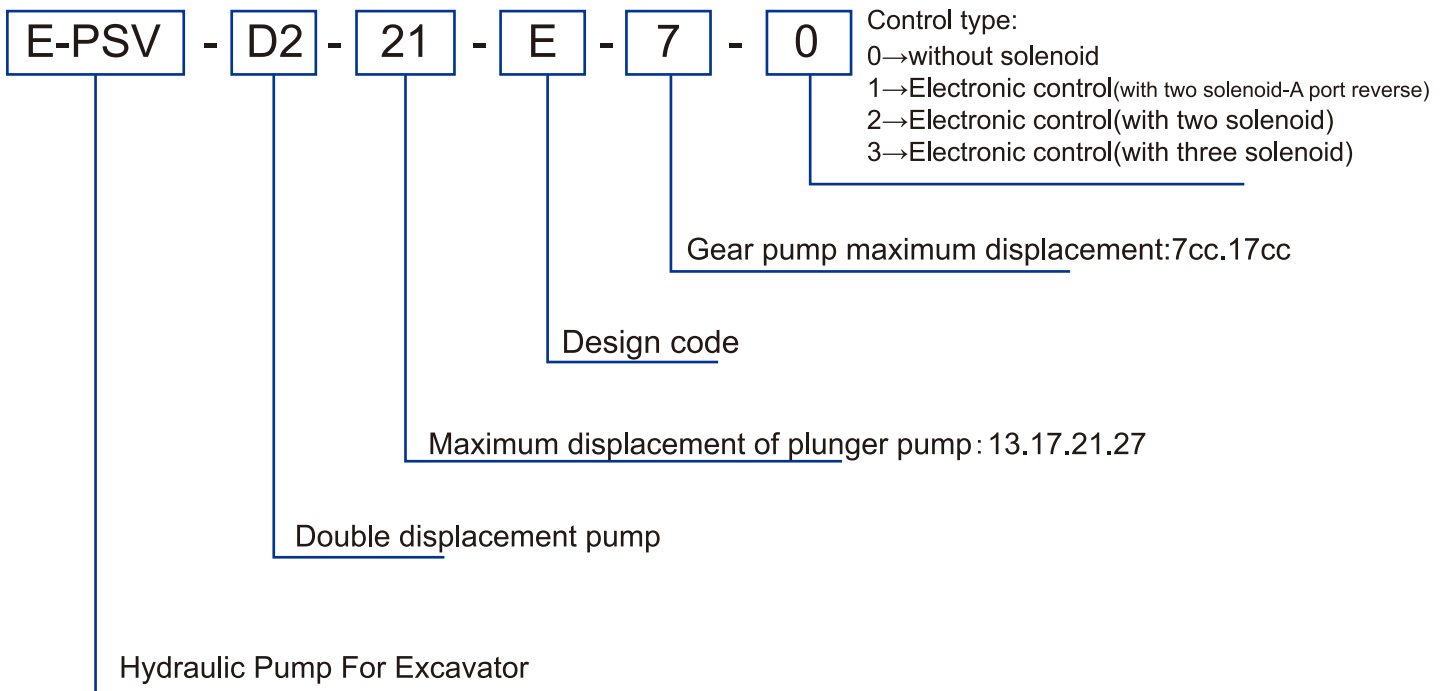 E-PSV - D2 - 21 - E - 7 - 0
Control type:
0→without solenoid
1→Electronic control(with two solenoid-A port reverse)
2→Electronic control(with two solenoid)
3→Electronic control(with three solenoid)
Gear pump maximum displacement:7cc.17cc
Design code
Maximum displacement of plunger pump:13.17.21.27
Double displacement pump
Hydraulic Pump For Excavator